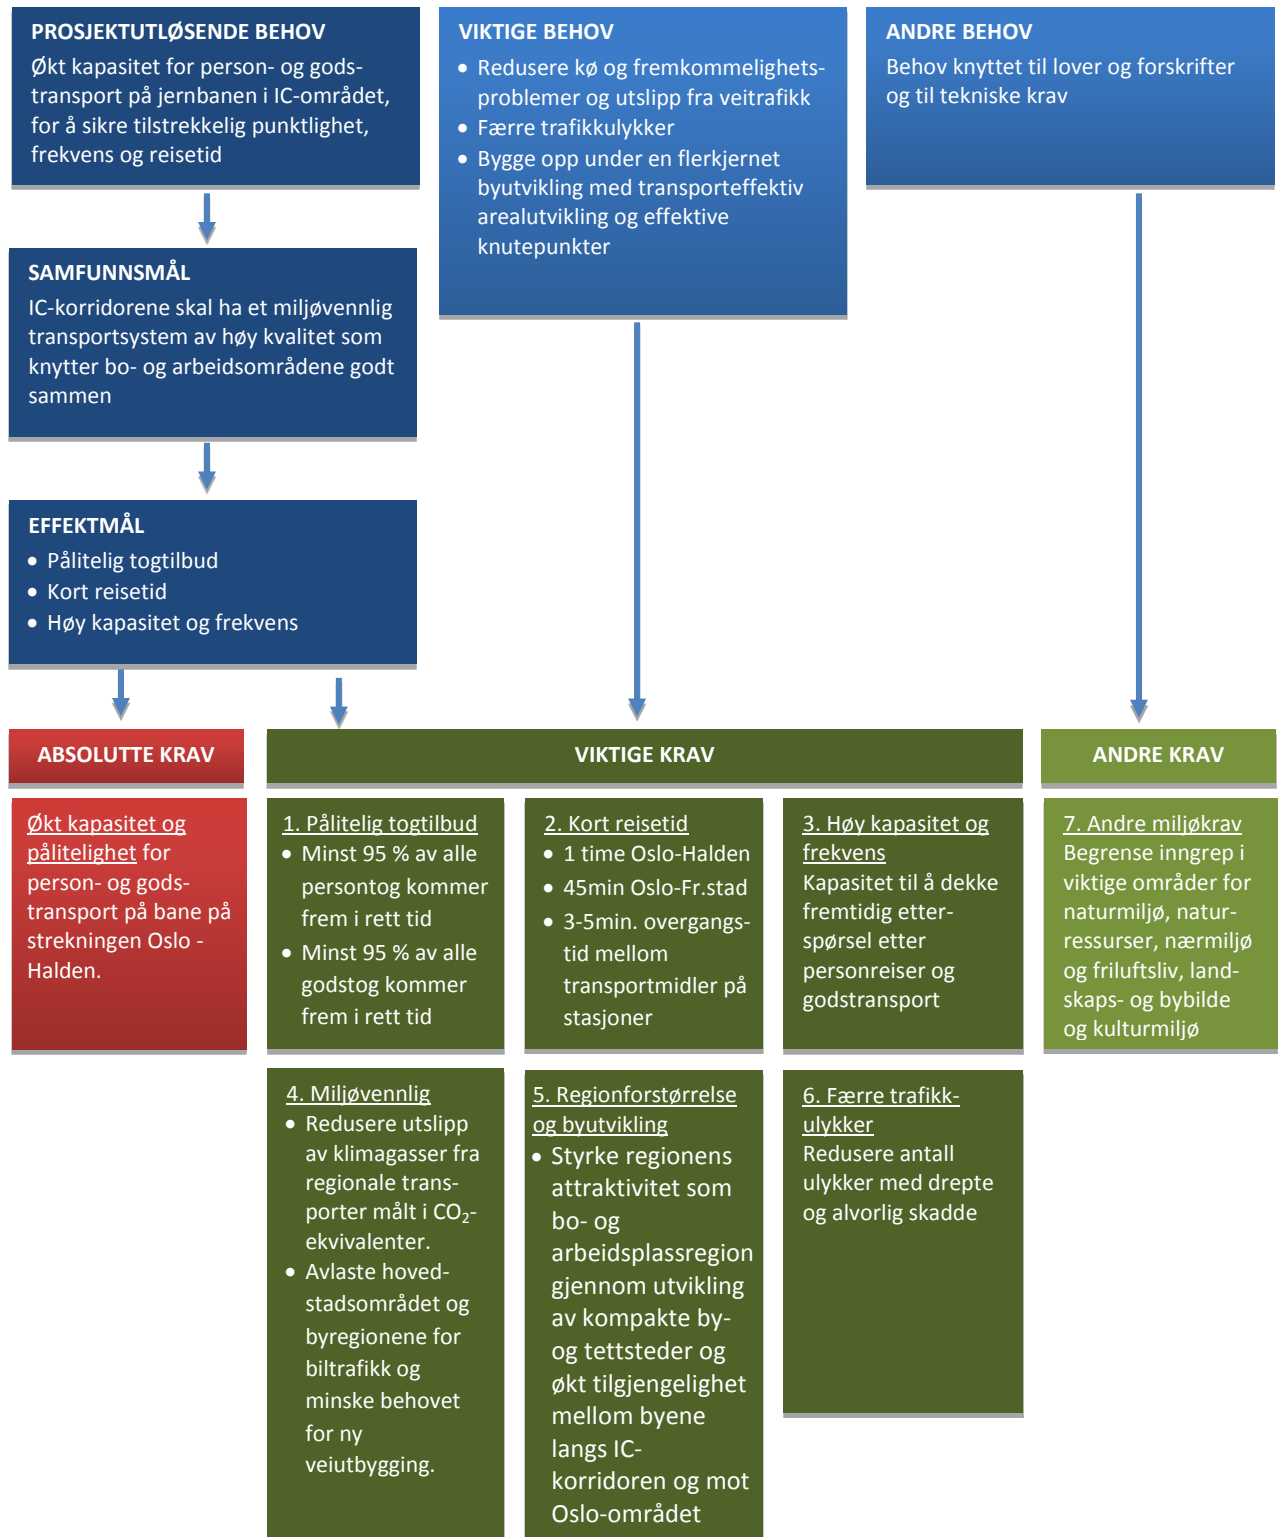 PROSJEKTUTLØSENDE BEHOV
Økt kapasitet for person- og gods-
transport på jernbanen i IC-området,
for å sikre tilstrekkelig punktlighet,
frekvens og reisetid
VIKTIGE BEHOV
• Redusere kø og fremkommelighets-
problemer og utslipp fra veitrafikk
• Færre trafikkulykker
• Bygge opp under en flerkjernet
byutvikling med transporteffektiv
arealutvikling og effektive
knutepunkter
ANDRE BEHOV
Behov knyttet til lover og forskrifter
og til tekniske krav
SAMFUNNSMÅL
IC-korridorene skal ha et miljøvennlig
transportsystem av høy kvalitet som
knytter bo- og arbeidsområdene godt
sammen
EFFEKTMÅL
• Pålitelig togtilbud
• Kort reisetid
• Høy kapasitet og frekvens
ABSOLUTTE KRAV
VIKTIGE KRAV
ANDRE KRAV
Økt kapasitet og
pålitelighet for
person- og gods-
transport på bane på
strekningen Oslo -
Halden.
1. Pålitelig togtilbud
• Minst 95 % av alle
persontog kommer
frem i rett tid
• Minst 95 % av alle
godstog kommer
frem i rett tid
2. Kort reisetid
• 1 time Oslo-Halden
• 45min Oslo-Fr.stad
• 3-5min. overgangs-
tid mellom
transportmidler på
stasjoner
3. Høy kapasitet og
frekvens
Kapasitet til å dekke
fremtidig etter-
spørsel etter
personreiser og
godstransport
7. Andre miljøkrav
Begrense inngrep i
viktige områder for
naturmiljø, natur-
ressurser, nærmiljø
og friluftsliv, land-
skaps- og bybilde
og kulturmiljø
4. Miljøvennlig
• Redusere utslipp
av klimagasser fra
regionale trans-
porter målt i CO₂-
ekvivalenter.
• Avlaste hoved-
stadsområdet og
byregionene for
biltrafikk og
minske behovet
for ny
veiutbygging.
5. Regionforstørrelse
og byutvikling
• Styrke regionens
attraktivitet som
bo- og
arbeidsplassregion
gjennom utvikling
av kompakte by-
og tettsteder og
økt tilgjengelighet
mellom byene
langs IC-
korridoren og mot
Oslo-området
6. Færre trafikk-
ulykker
Redusere antall
ulykker med drepte
og alvorlig skadde